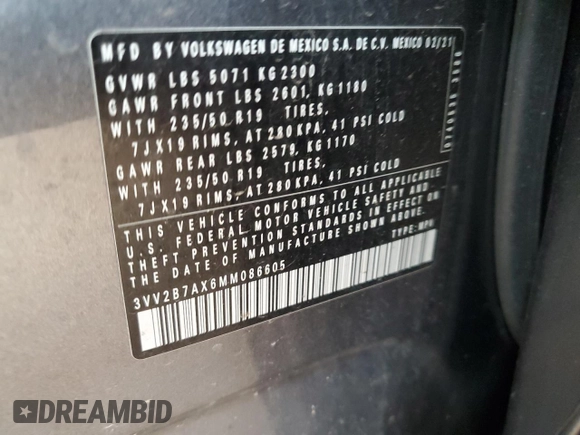 MFD BY VOLKSWAGEN DE MEXICO S.A. DE C.V. MEXICO 02/21
GVWR LBS 5071 KG 2300
GAWR FRONT LBS 2601, KG 1180
WITH 235/50 R19 TIRES,
7JX19 RIMS, AT 280 KPA, 41 PSI COLD
GAWR REAR LBS 2579, KG 1170
WITH 235/50 R19 TIRES,
7JX19 RIMS, AT 280 KPA, 41 PSI COLD
THIS VEHICLE CONFORMS TO ALL APPLICABLE
U.S. FEDERAL MOTOR VEHICLE SAFETY AND
THEFT PREVENTION STANDARDS IN EFFECT ON
THE DATE OF MANUFACTURE SHOWN ABOVE.
TYPE: MPV
3VV2B7AX6MM086605
DREAMBID